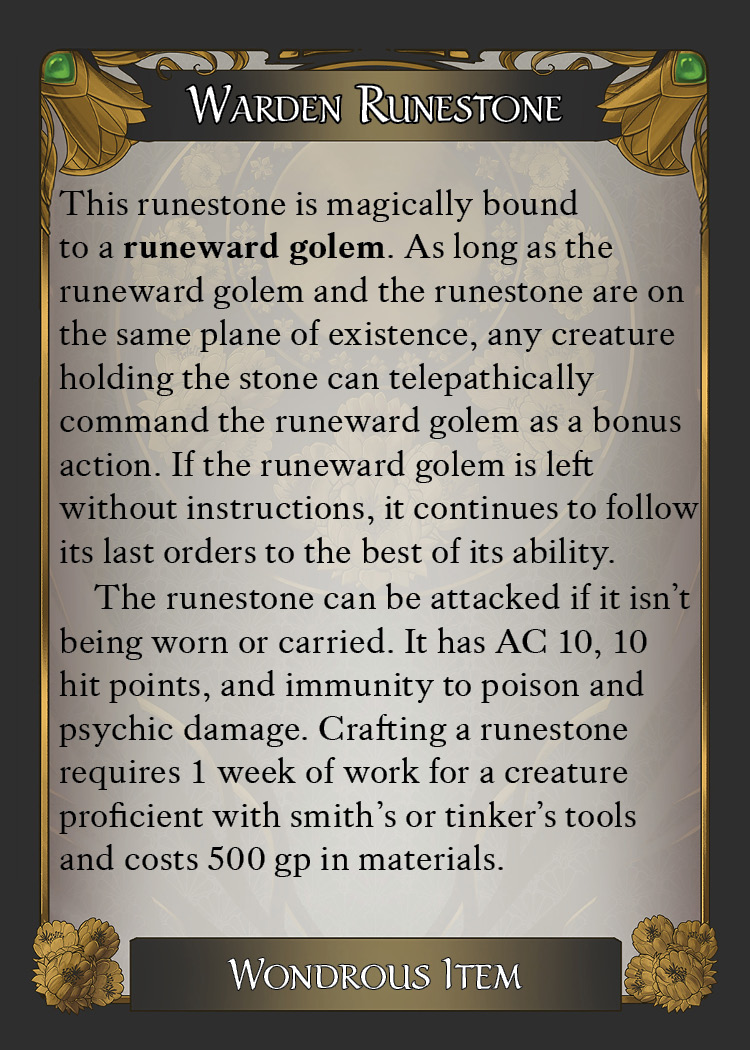 Warden Runestone
This runestone is magically bound
to a runeward golem. As long as the
runeward golem and the runestone are on
the same plane of existence, any creature
holding the stone can telepathically
command the runeward golem as a bonus
action. If the runeward golem is left
without instructions, it continues to follow
its last orders to the best of its ability.
The runestone can be attacked if it isn’t
being worn or carried. It has AC 10, 10
hit points, and immunity to poison and
psychic damage. Crafting a runestone
requires 1 week of work for a creature
proficient with smith’s or tinker’s tools
and costs 500 gp in materials.
Wondrous Item